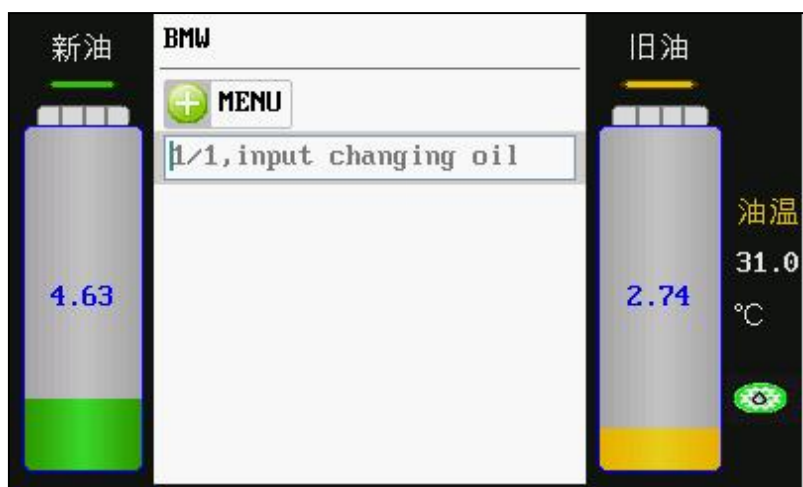 新油
BMW
MENU
1/1,input changing oil
4.63
旧油
2.74
油温
31.0
℃